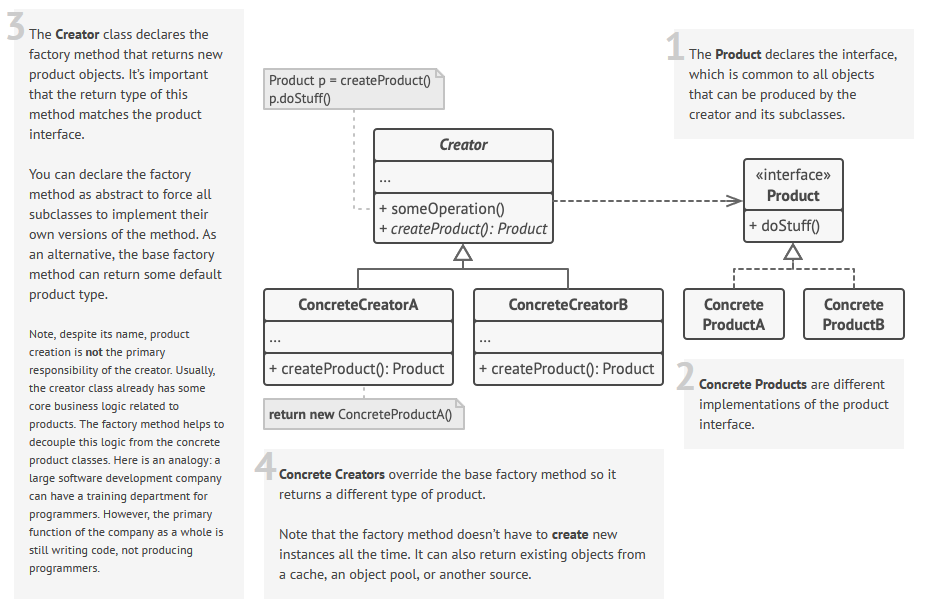 3
The Creator class declares the
factory method that returns new
product objects. It’s important
that the return type of this
method matches the product
interface.
You can declare the factory
method as abstract to force all
subclasses to implement their
own versions of the method. As
an alternative, the base factory
method can return some default
product type.
Note, despite its name, product
creation is not the primary
responsibility of the creator. Usually,
the creator class already has some
core business logic related to
products. The factory method helps to
decouple this logic from the concrete
product classes. Here is an analogy: a
large software development company
can have a training department for
programmers. However, the primary
function of the company as a whole is
still writing code, not producing
programmers.
Product p = createProduct()
p.doStuff()
Creator
...
+ someOperation()
+ createProduct(): Product
ConcreteCreatorA
...
+ createProduct(): Product
ConcreteCreatorB
...
+ createProduct(): Product
return new ConcreteProductA()
1
The Product declares the interface,
which is common to all objects
that can be produced by the
creator and its subclasses.
«interface»
Product
+ doStuff()
Concrete
ProductA
Concrete
ProductB
2
Concrete Products are different
implementations of the product
interface.
4
Concrete Creators override the base factory method so it
returns a different type of product.
Note that the factory method doesn’t have to create new
instances all the time. It can also return existing objects from
a cache, an object pool, or another source.